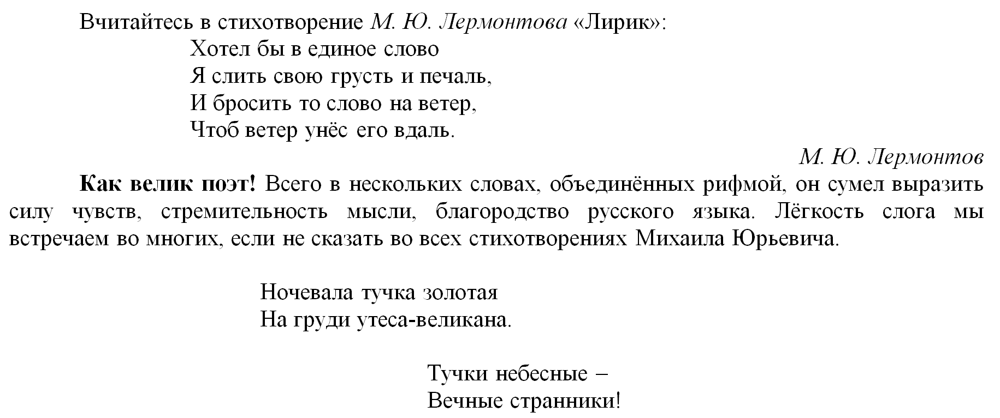 Вчитайтесь в стихотворение М. Ю. Лермонтова «Лирик»:
Хотел бы в единое слово
Я слить свою грусть и печаль,
И бросить то слово на ветер,
Чтоб ветер унёс его вдаль.
М. Ю. Лермонтов
Как велик поэт! Всего в нескольких словах, объединённых рифмой, он сумел выразить
силу чувств, стремительность мысли, благородство русского языка. Лёгкость слога мы
встречаем во многих, если не сказать во всех стихотворениях Михаила Юрьевича.
Ночевала тучка золотая
На груди утеса-великана.
Тучки небесные –
Вечные странники!